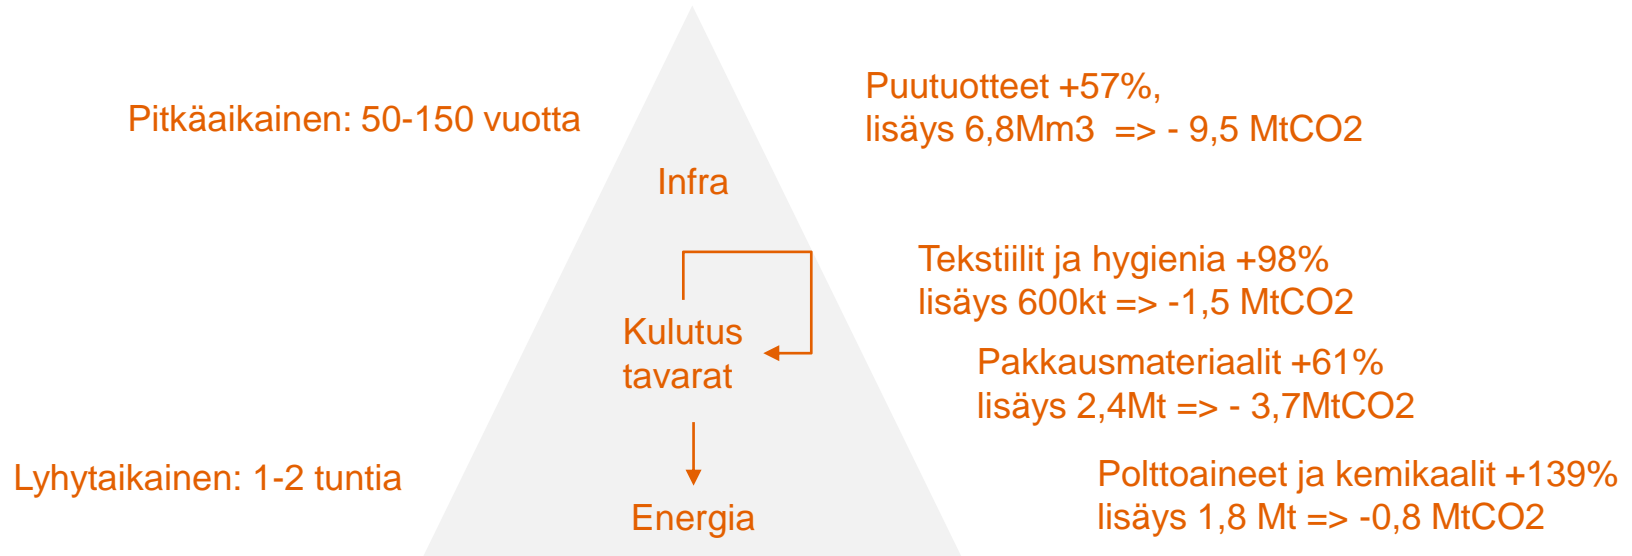 Pitkäaikainen: 50-150 vuotta
Puutuotteet +57%,
lisäys 6,8Mm3 => - 9,5 MtCO2
Infra
Tekstiilit ja hygienia +98%
lisäys 600kt => -1,5 MtCO2
Kulutus
tavarat
Pakkausmateriaalit +61%
lisäys 2,4Mt => - 3,7MtCO2
Lyhytaikainen: 1-2 tuntia
Energia
Polttoaineet ja kemikaalit +139%
lisäys 1,8 Mt => -0,8 MtCO2